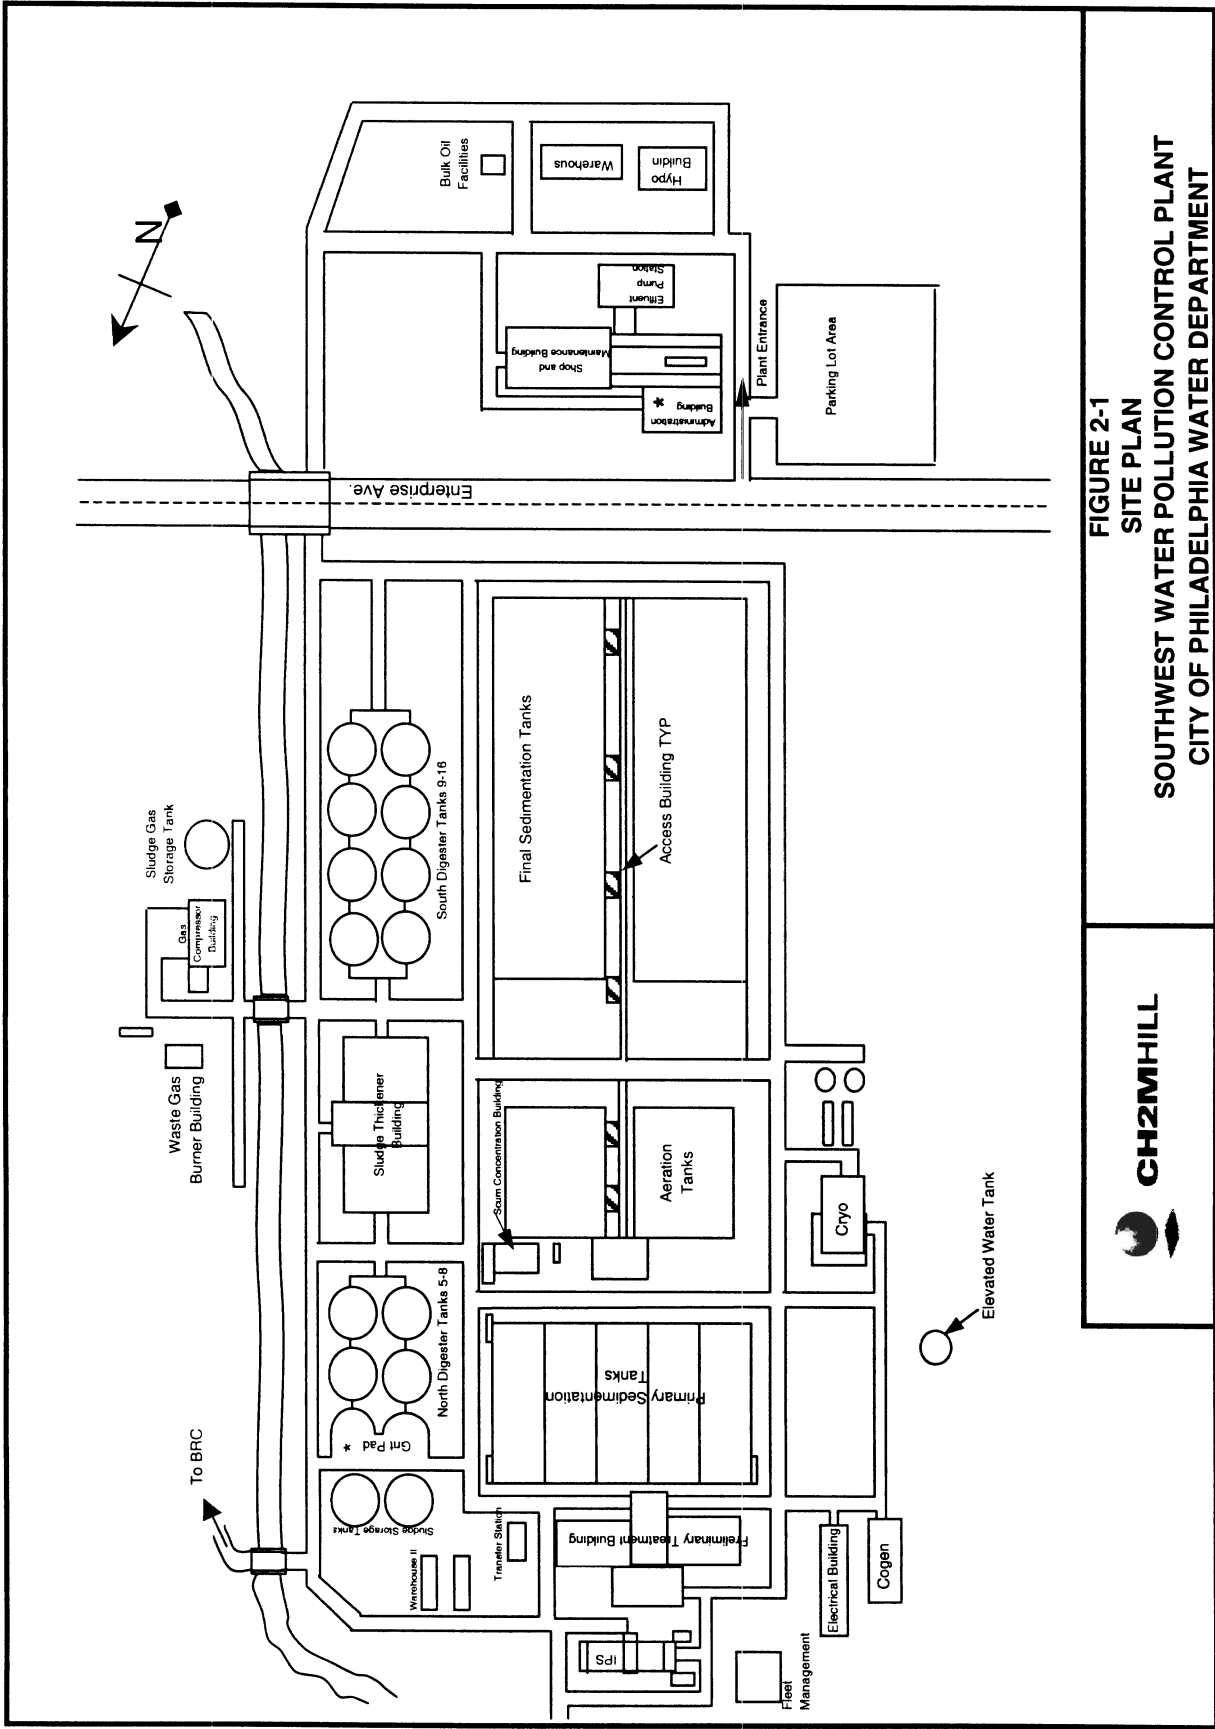 N
Bulk Oil
Facilities
Warehous
Hypo
Buildin
Effluent
Pump
Station
Shop and
Maintenance Building
Administration
Building
*
Plant Entrance
Parking Lot Area
Enterprise Ave.
Sludge Gas
Storage Tank
Gas
Compressor
Building
Waste Gas
Burner Building
To BRC
South Digester Tanks 9-16
Sludge Thickener
Building
North Digester Tanks 5-8
Grit Pad *
Sludge Storage Tanks
Warehouse II
Transfer Station
Final Sedimentation Tanks
Access Building TYP
Scum Concentration Building
Aeration
Tanks
Primary Sedimentation
Tanks
Preliminary Treatment Building
IPS
Fleet
Management
Electrical Building
Cogen
Cryo
Elevated Water Tank
CH2MHILL
FIGURE 2-1
SITE PLAN
SOUTHWEST WATER POLLUTION CONTROL PLANT
CITY OF PHILADELPHIA WATER DEPARTMENT